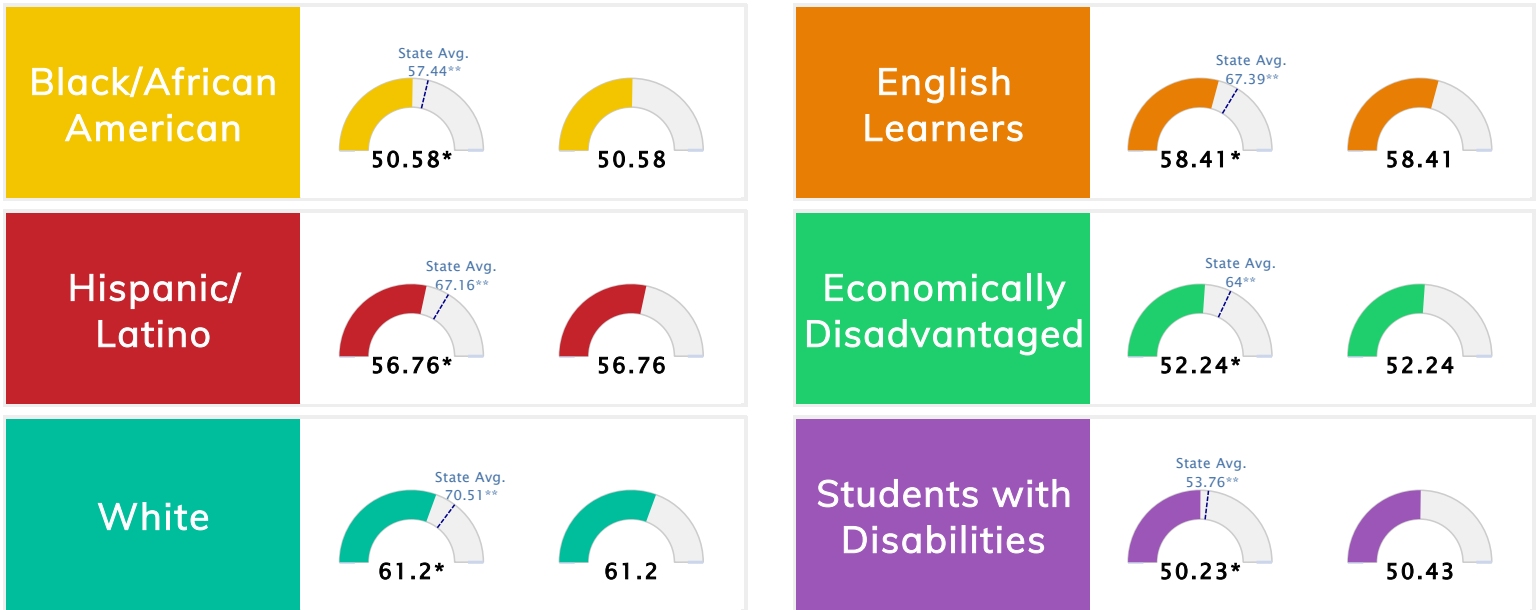 Black/African
American
State Avg.
57.44**
50.58*
50.58
English
Learners
State Avg.
67.39**
58.41*
58.41
Hispanic/
Latino
State Avg.
67.16**
56.76*
56.76
Economically
Disadvantaged
State Avg.
64**
52.24*
52.24
White
State Avg.
70.51**
61.2*
61.2
Students with
Disabilities
State Avg.
53.76**
50.23*
50.43